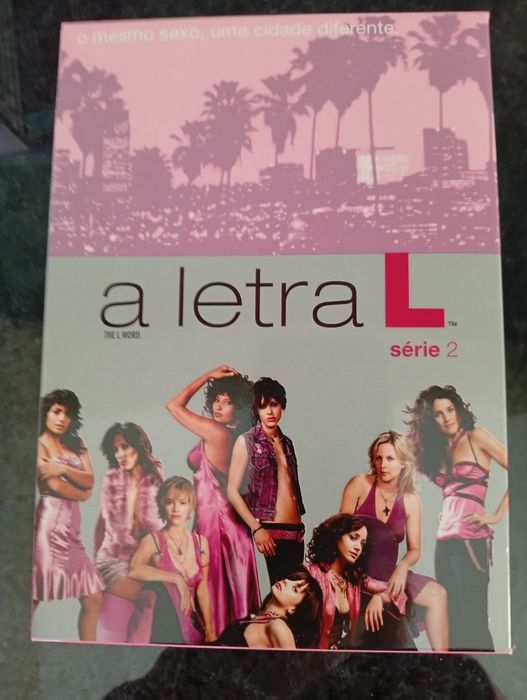 o mesmo sexo, uma cidade diferente.
a letra L™
THE L WORD
série 2